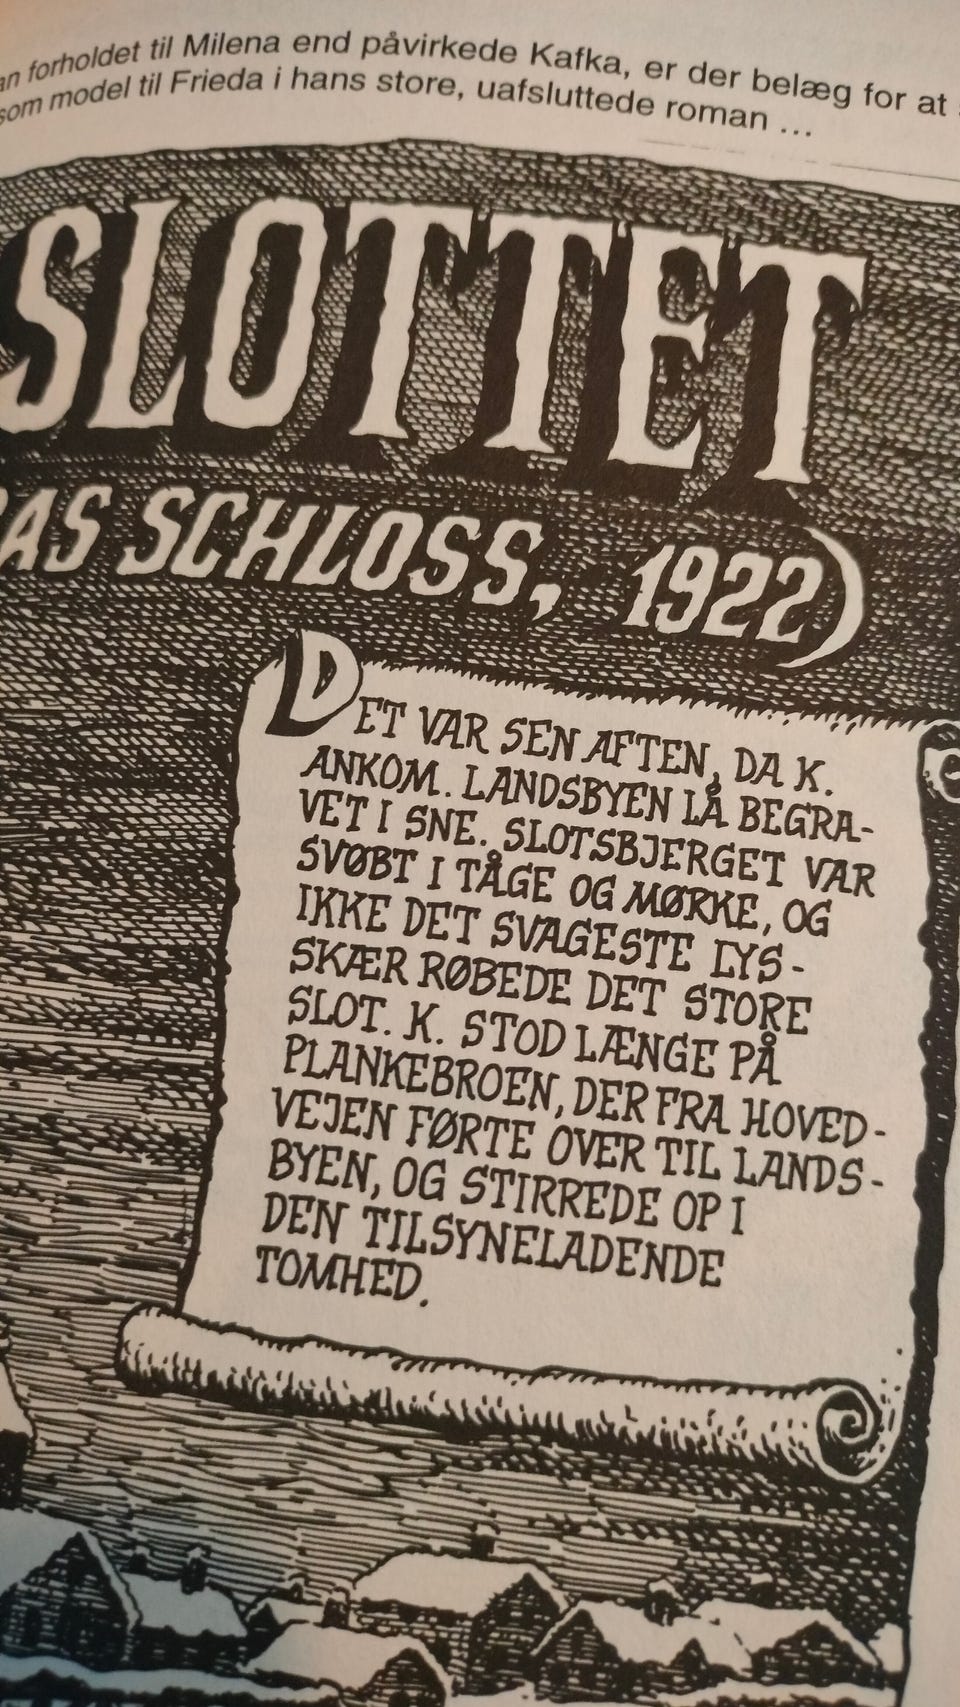 an forholdet til Milena end påvirkede Kafka, er der belæg for at
som model til Frieda i hans store, uafsluttede roman ...
SLOTTET
DAS SCHLOSS, 1922)
DET VAR SEN AFTEN, DA K.
ANKOM. LANDSBYEN LÅ BEGRA-
VET I SNE. SLOTSBJERGET VAR
SVØBT I TÅGE OG MØRKE, OG
IKKE DET SVAGESTE LYS-
SKÆR RØBEDE DET STORE
SLOT. K. STOD LÆNGE PÅ
PLANKEBROEN, DER FRA HOVED-
VEJEN FØRTE OVER TIL LANDS-
BYEN, OG STIRREDE OP I
DEN TILSYNELADENDE
TOMHED.